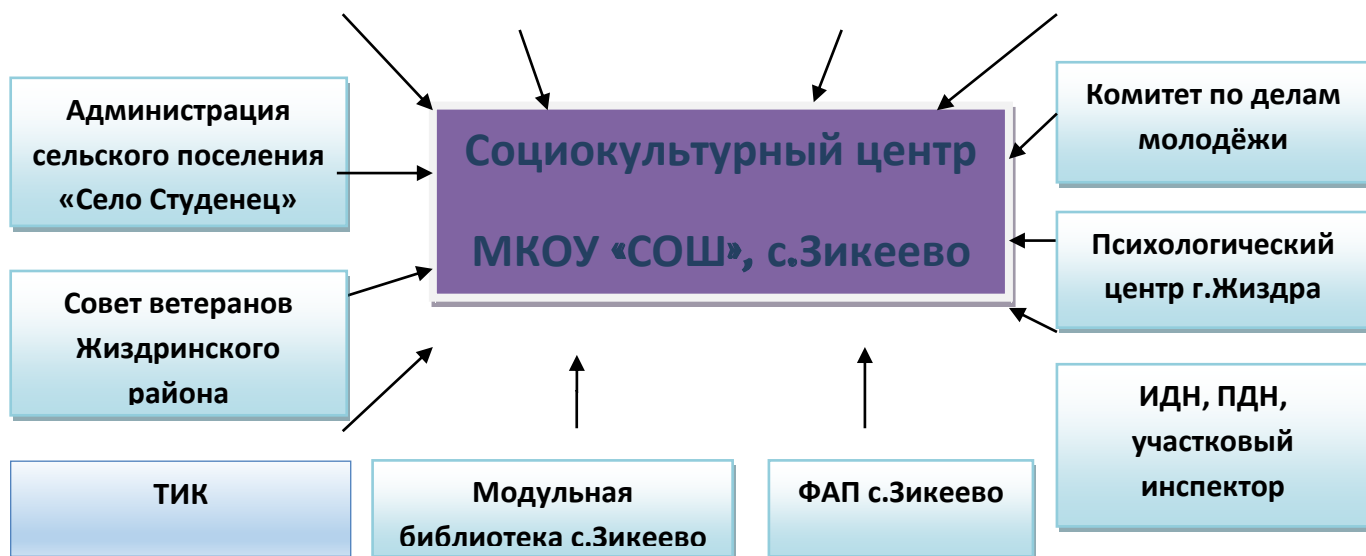 Администрация
сельского поселения
«Село Студенец»
Социокультурный центр
МКОУ «СОШ», с.Зикеево
Комитет по делам
молодёжи
Психологический
центр г.Жиздра
Совет ветеранов
Жиздринского
района
ИДН, ПДН,
участковый
инспектор
ТИК
Модульная
библиотека с.Зикеево
ФАП с.Зикеево